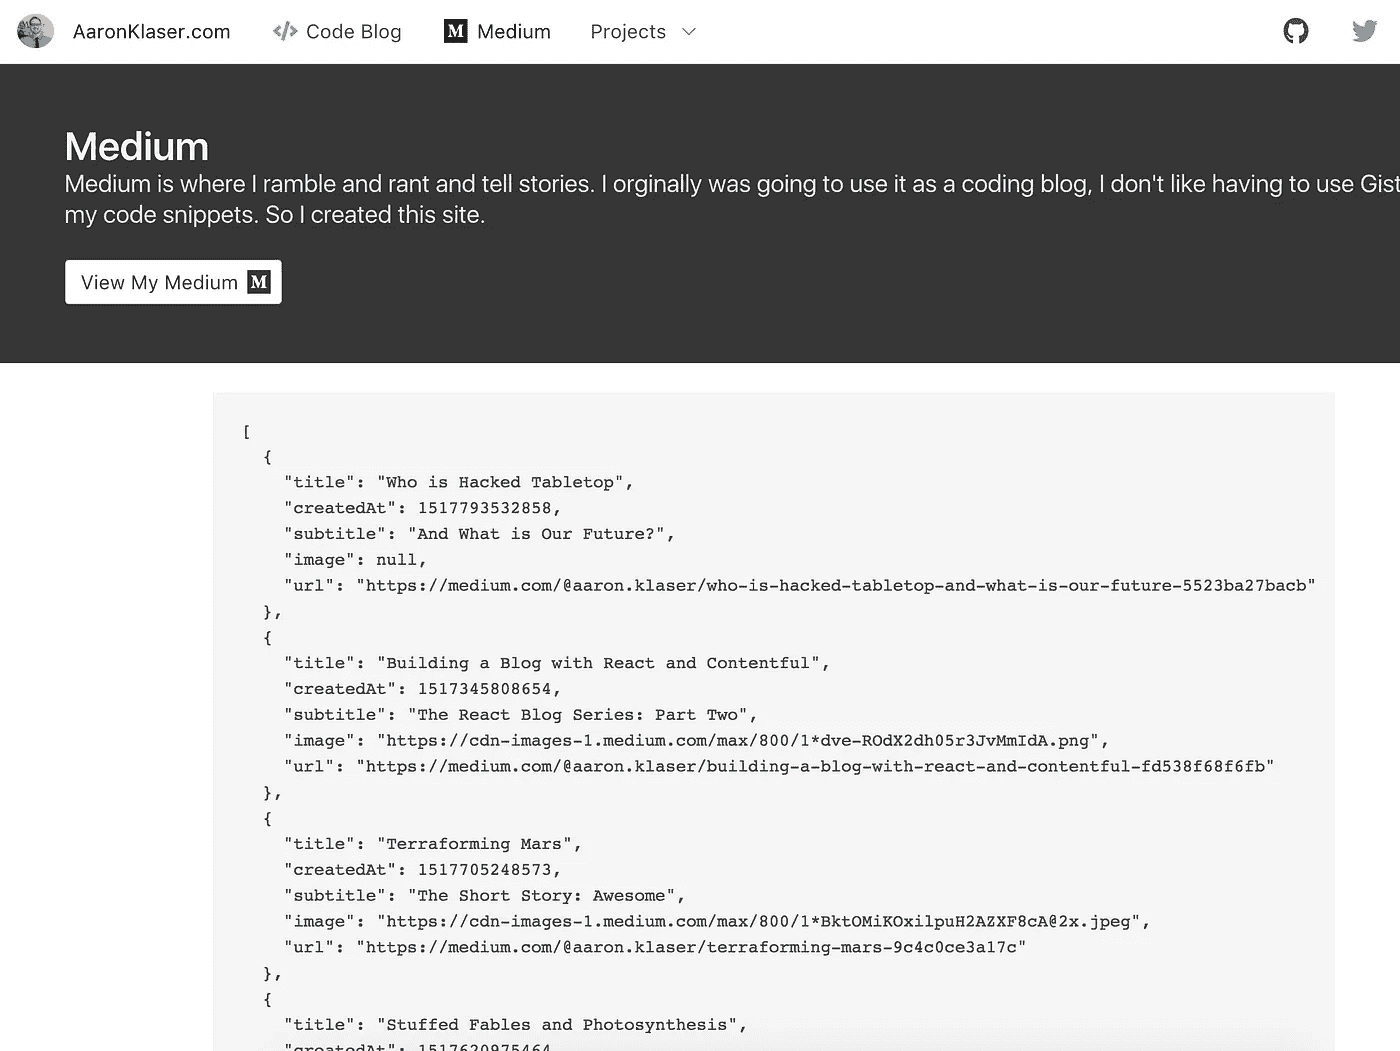 AaronKlaser.com </> Code Blog M Medium Projects
Medium
Medium is where I ramble and rant and tell stories. I orginally was going to use it as a coding blog, I don't like having to use Gist
my code snippets. So I created this site.
View My Medium M
[
{
"title": "Who is Hacked Tabletop",
"createdAt": 1517793532858,
"subtitle": "And What is Our Future?",
"image": null,
"url": "https://medium.com/@aaron.klaser/who-is-hacked-tabletop-and-what-is-our-future-5523ba27bacb"
},
{
"title": "Building a Blog with React and Contentful",
"createdAt": 1517345808654,
"subtitle": "The React Blog Series: Part Two",
"image": "https://cdn-images-1.medium.com/max/800/1*dve-ROdX2dh05r3JvMmIdA.png",
"url": "https://medium.com/@aaron.klaser/building-a-blog-with-react-and-contentful-fd538f68f6fb"
},
{
"title": "Terraforming Mars",
"createdAt": 1517705248573,
"subtitle": "The Short Story: Awesome",
"image": "https://cdn-images-1.medium.com/max/800/1*BktOMiKOxilpuH2AZXF8cA@2x.jpeg",
"url": "https://medium.com/@aaron.klaser/terraforming-mars-9c4c0ce3a17c"
},
{
"title": "Stuffed Fables and Photosynthesis",
"createdAt": 1517620975464